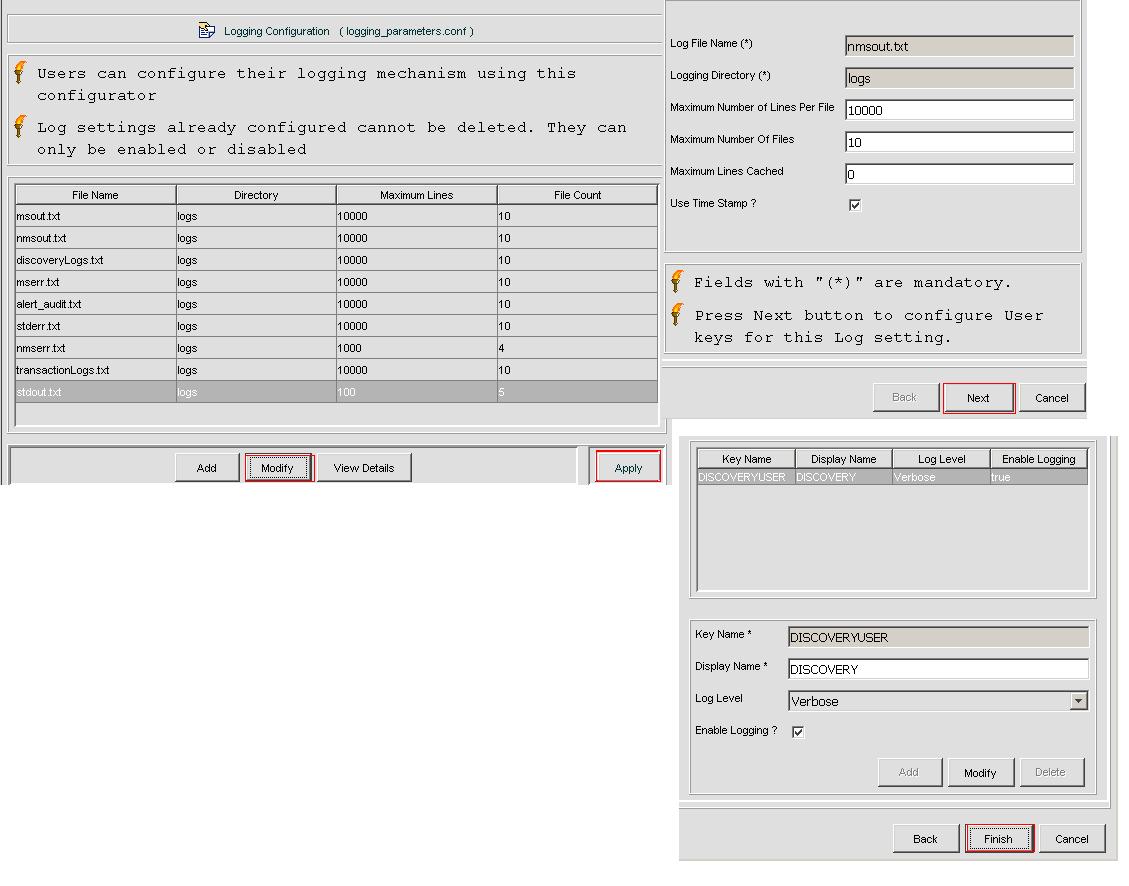 Logging Configuration ( logging_parameters.conf )
Users can configure their logging mechanism using this
configurator
Log settings already configured cannot be deleted. They can
only be enabled or disabled
File Name Directory Maximum Lines File Count
msout.txt logs 10000 10
nmsout.txt logs 10000 10
discoveryLogs.txt logs 10000 10
mserr.txt logs 10000 10
alert_audit.txt logs 10000 10
stderr.txt logs 10000 10
nmserr.txt logs 1000 4
transactionLogs.txt logs 10000 10
stdout.txt logs 100 5
Add Modify View Details Apply
Log File Name (*) nmsout.txt
Logging Directory (*) logs
Maximum Number of Lines Per File 10000
Maximum Number Of Files 10
Maximum Lines Cached 0
Use Time Stamp ?
Fields with "(*)" are mandatory.
Press Next button to configure User
keys for this Log setting.
Back Next Cancel
Key Name Display Name Log Level Enable Logging
DISCOVERYUSER DISCOVERY Verbose true
Key Name * DISCOVERYUSER
Display Name * DISCOVERY
Log Level Verbose
Enable Logging ?
Add Modify Delete
Back Finish Cancel